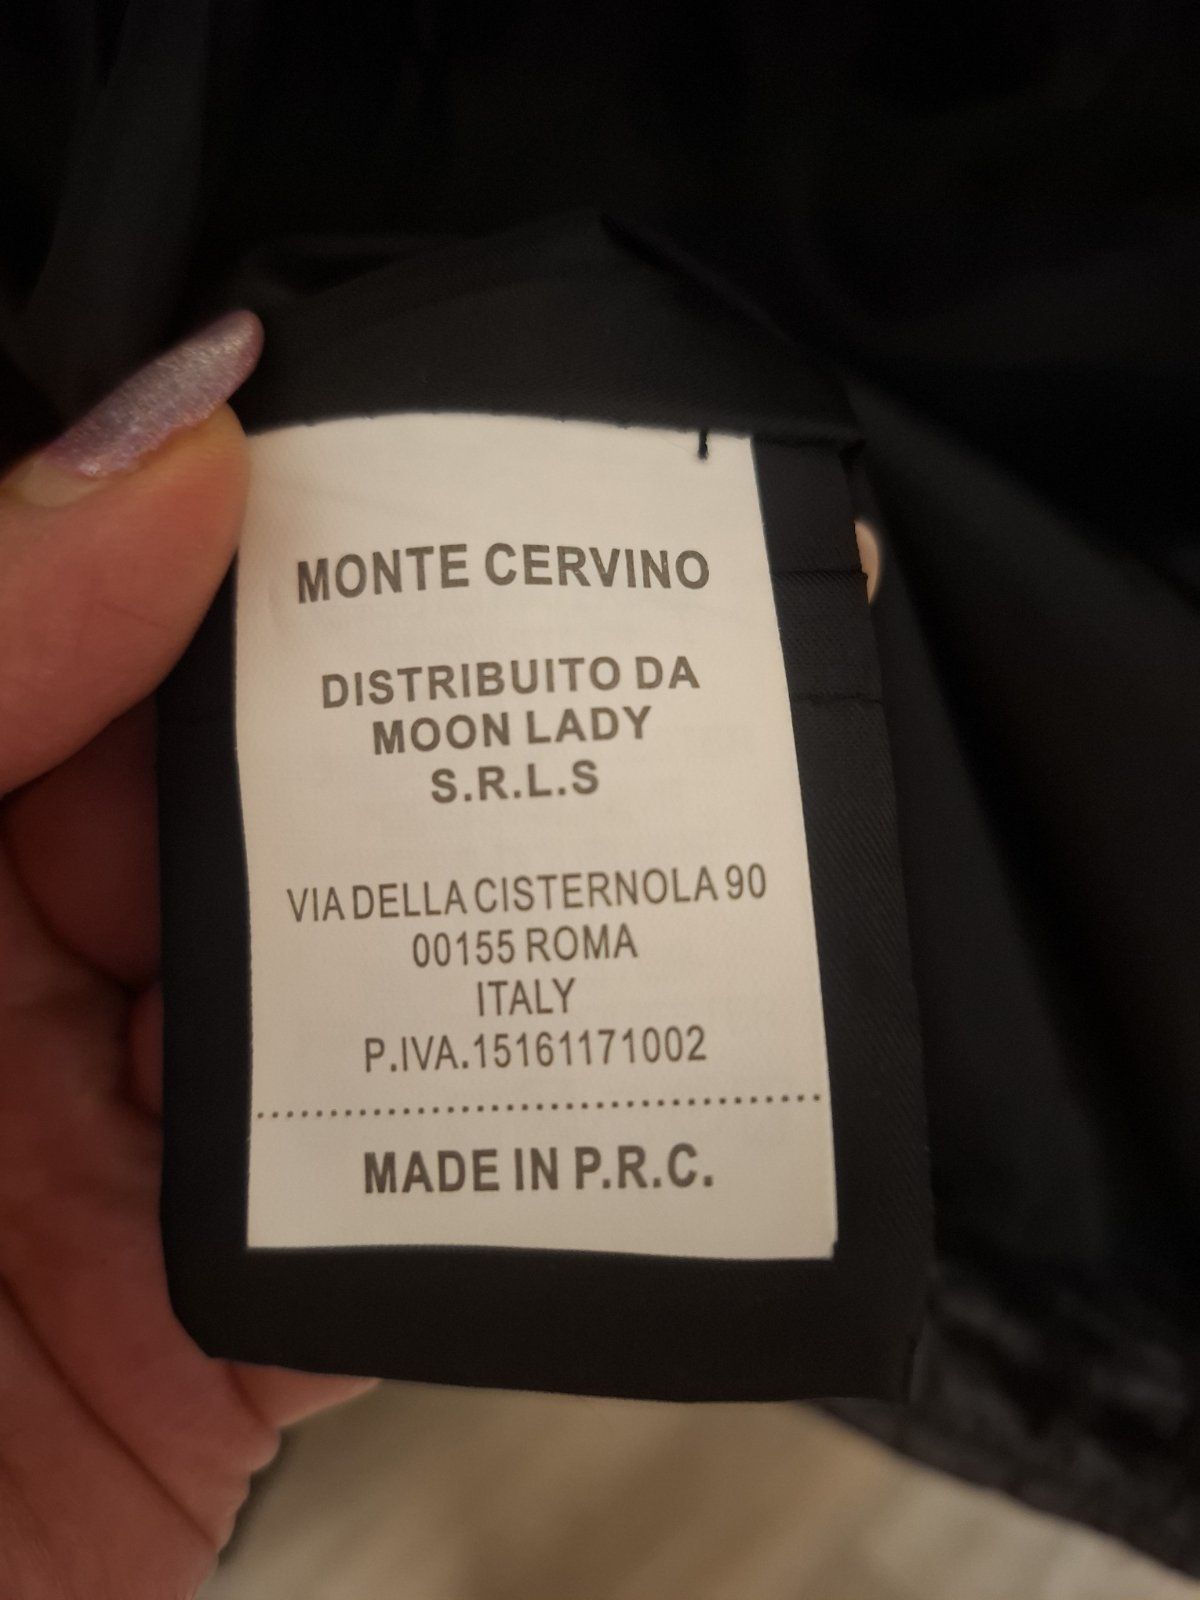 MONTE CERVINO
DISTRIBUITO DA
MOON LADY
S.R.L.S
VIA DELLA CISTERNOLA 90
00155 ROMA
ITALY
P.IVA.15161171002
MADE IN P.R.C.